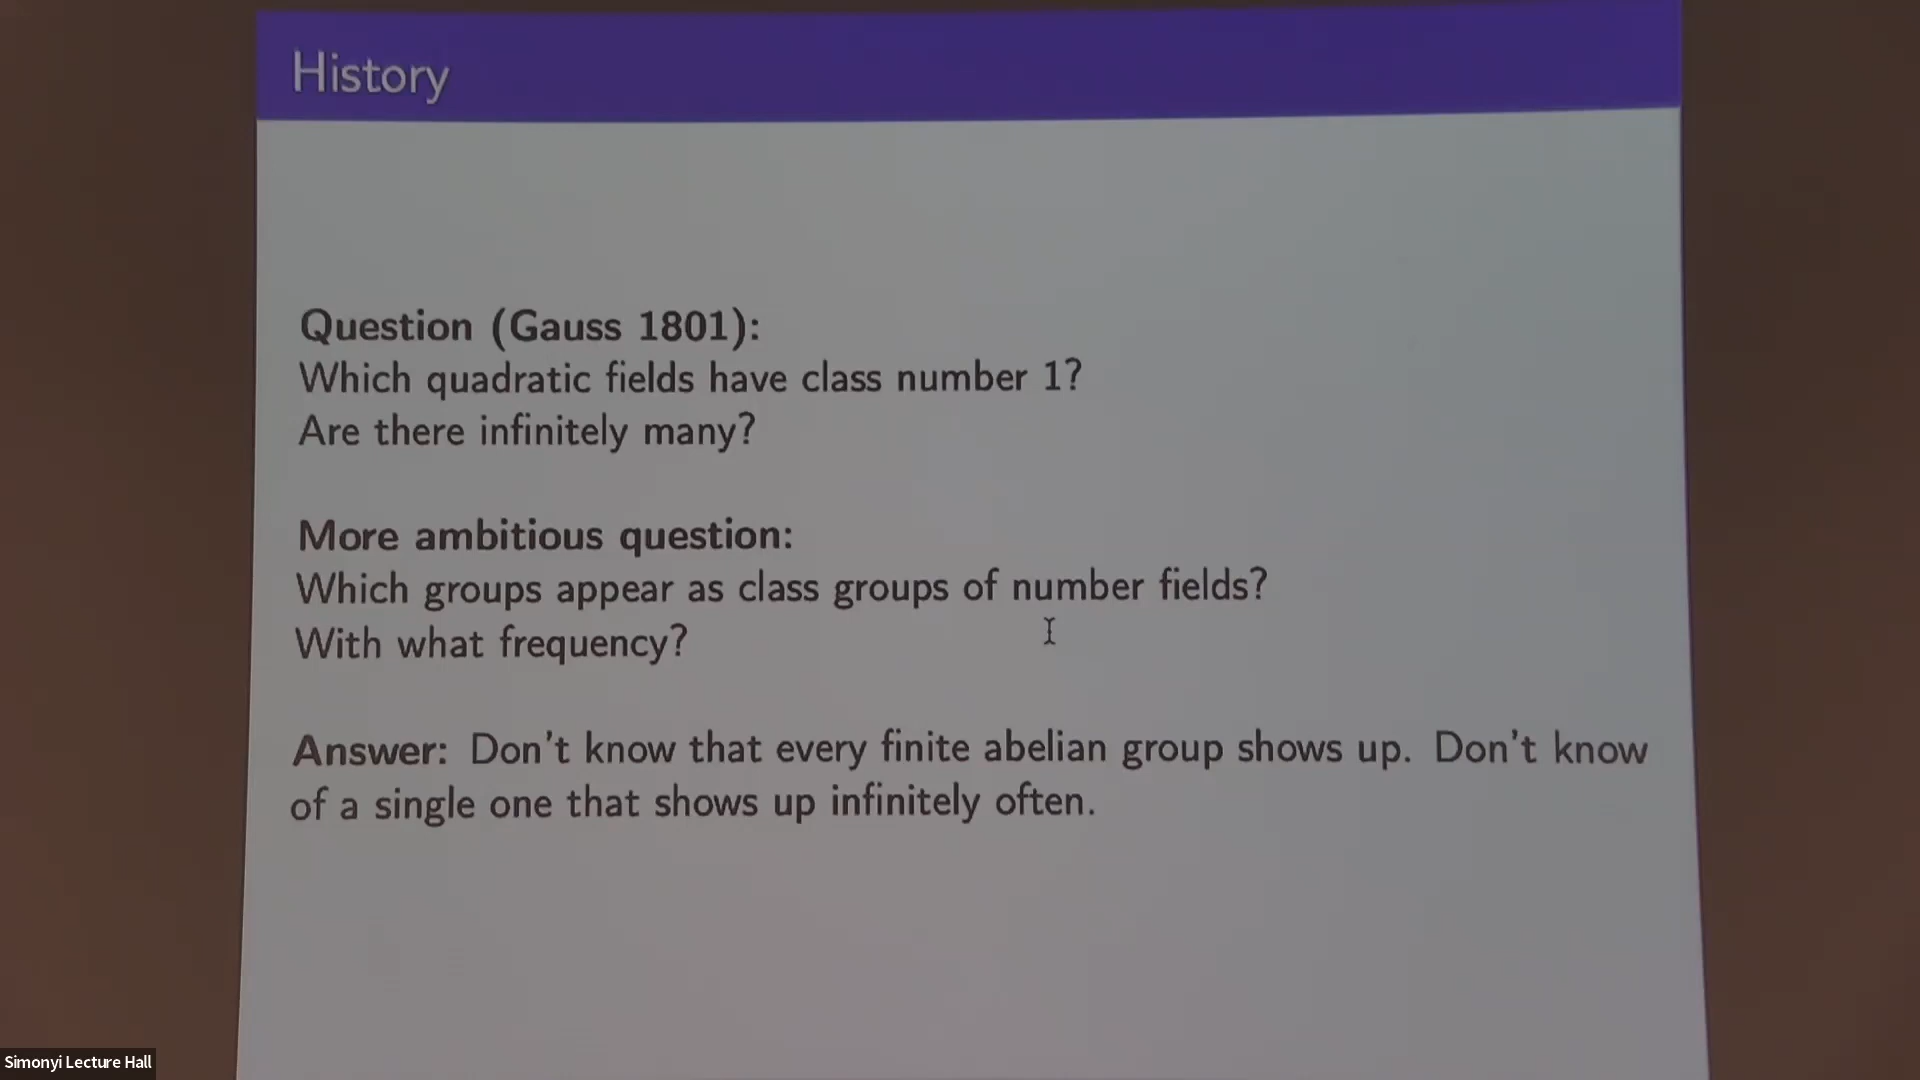 History
Question (Gauss 1801):
Which quadratic fields have class number 1?
Are there infinitely many?
More ambitious question:
Which groups appear as class groups of number fields?
With what frequency?
Answer: Don't know that every finite abelian group shows up. Don't know
of a single one that shows up infinitely often.
Simonyi Lecture Hall